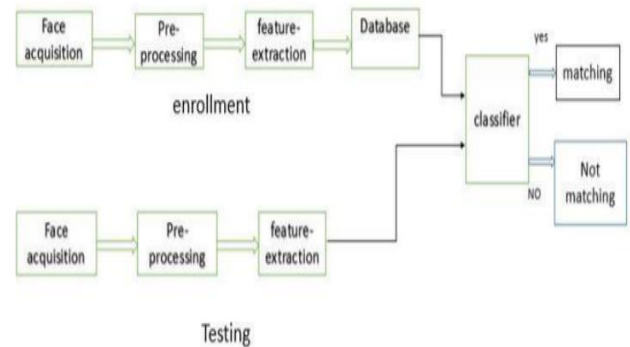 Face
acquisition
Pre-
processing
feature-
extraction
Database
enrollment
classifier
yes
matching
NO
Not
matching
Face
acquisition
Pre-
processing
feature-
extraction
Testing